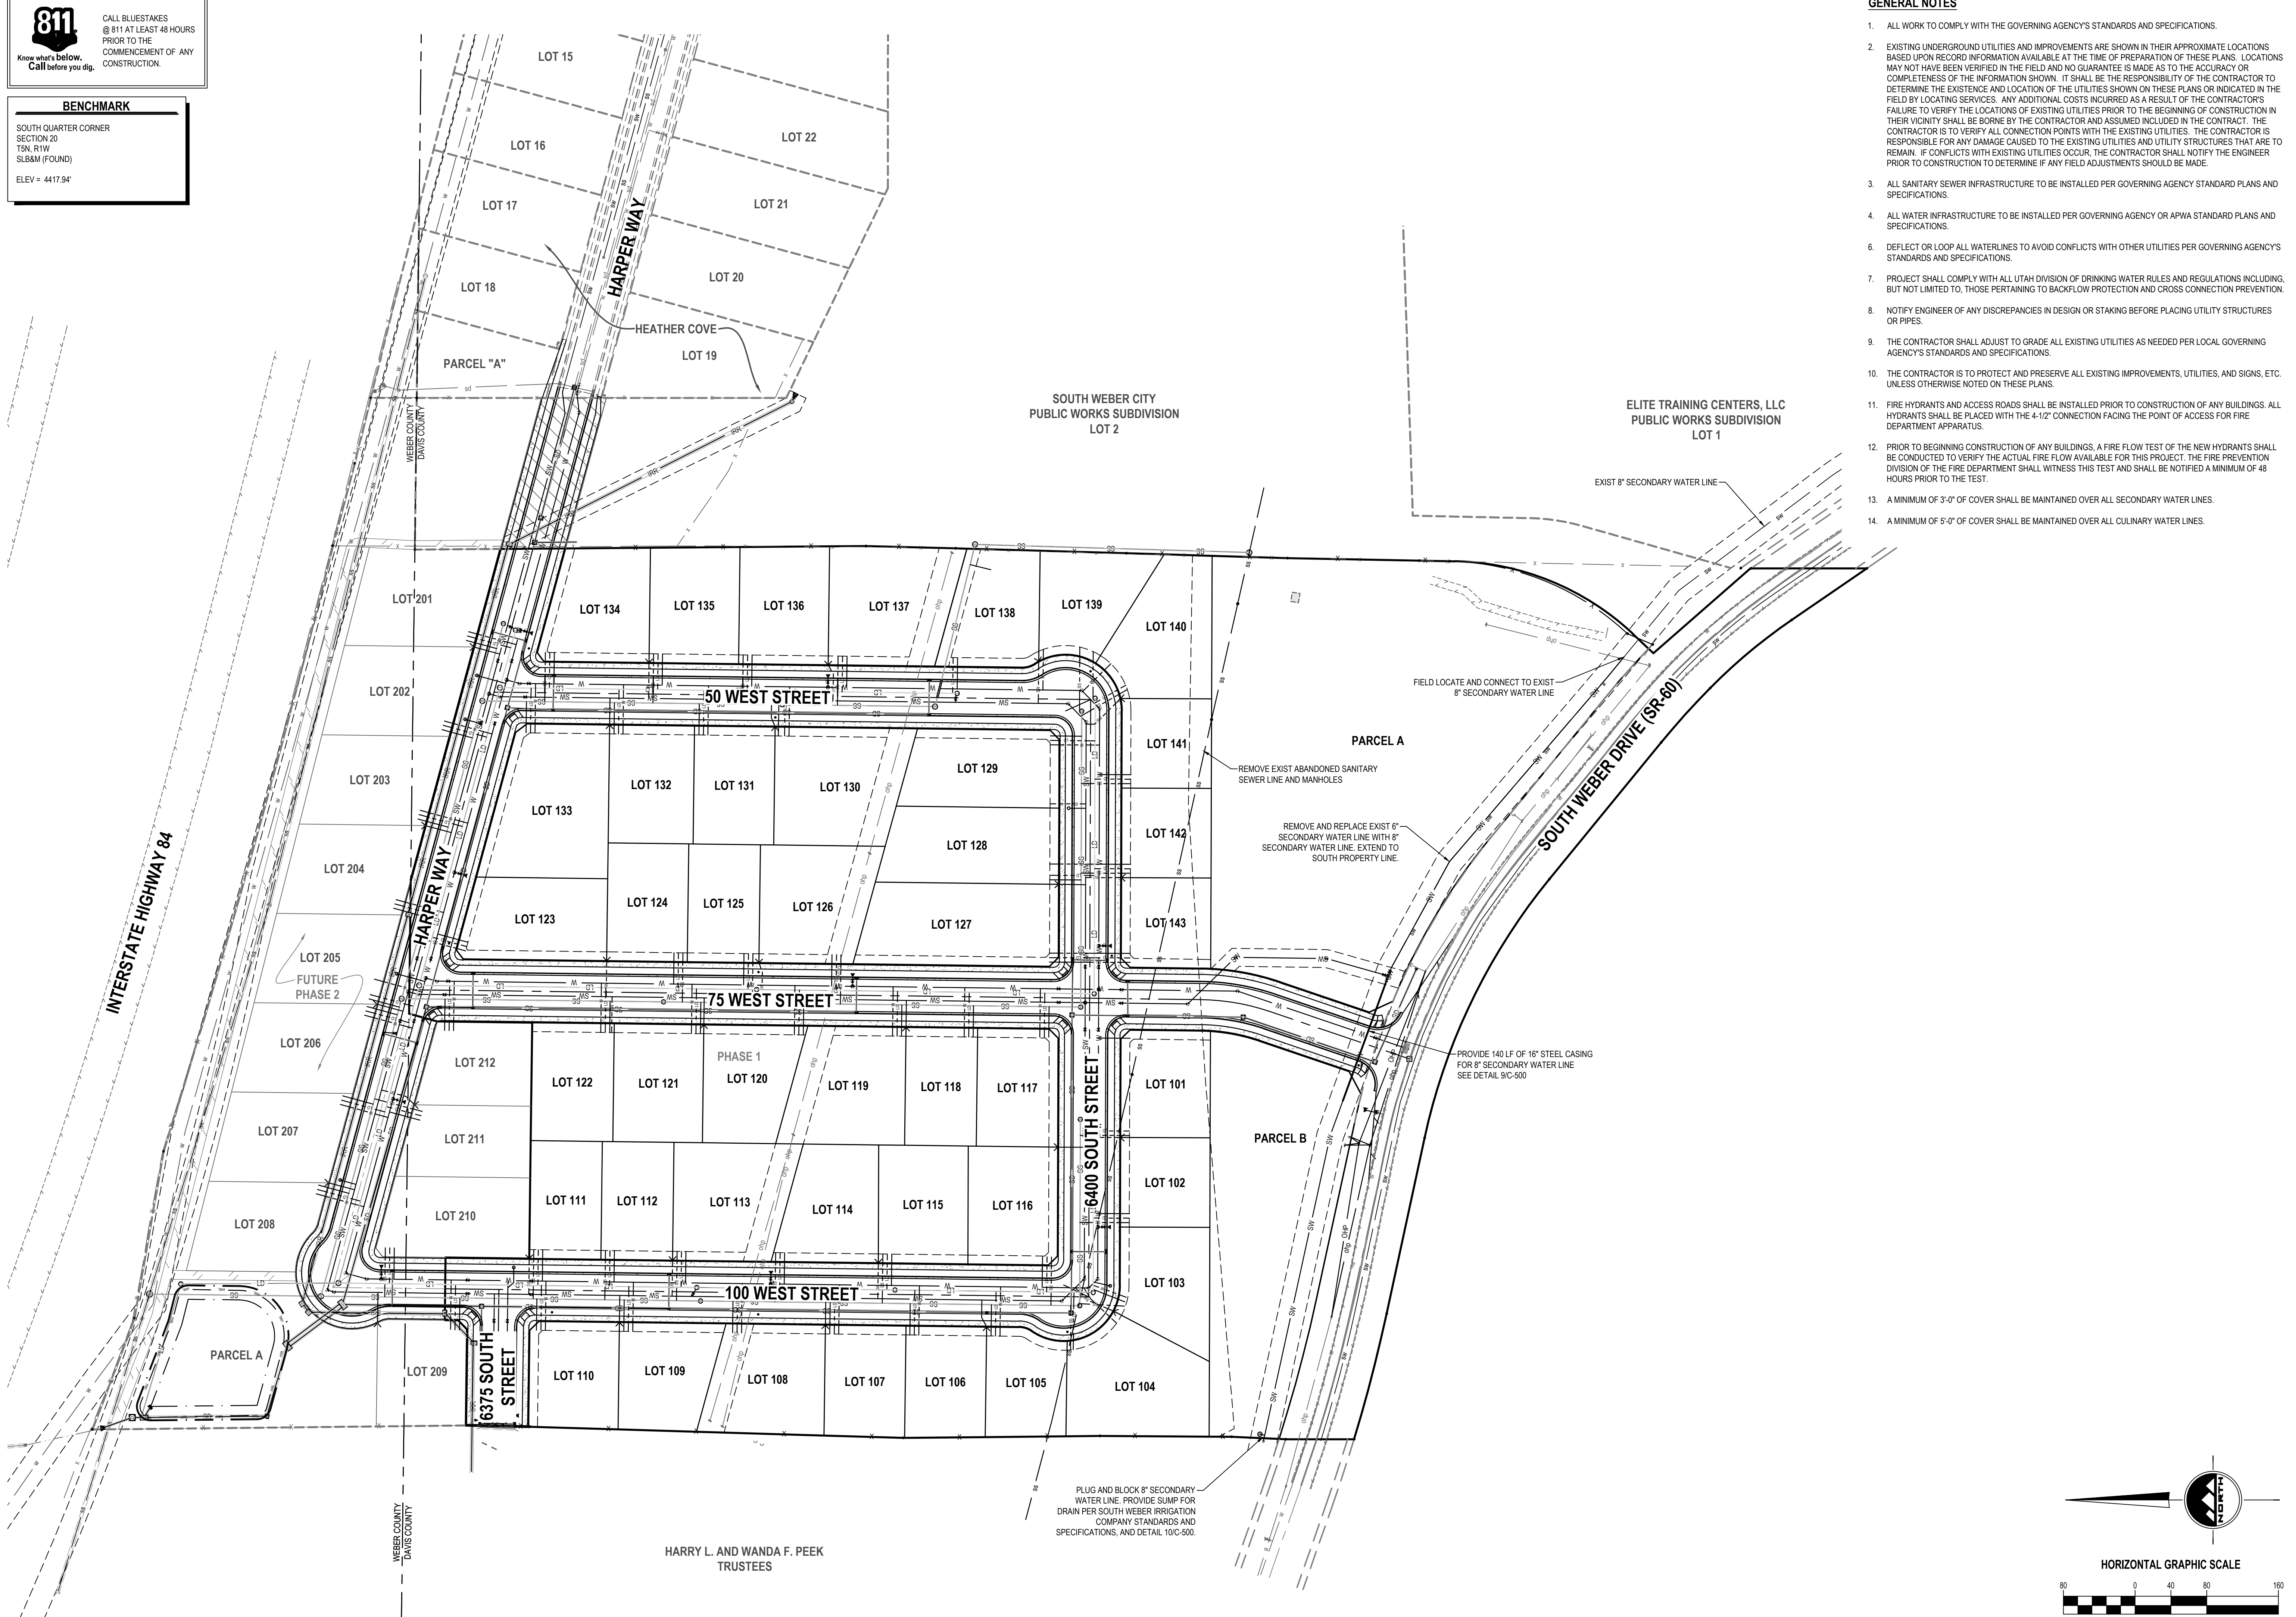 811
Know what's below.
Call before you dig.
CALL BLUESTAKES
@ 811 AT LEAST 48 HOURS
PRIOR TO THE
COMMENCEMENT OF ANY
CONSTRUCTION.
BENCHMARK
SOUTH QUARTER CORNER
SECTION 20
T5N, R1W
SLB&M (FOUND)
ELEV = 4417.94'
GENERAL NOTES
1. ALL WORK TO COMPLY WITH THE GOVERNING AGENCY'S STANDARDS AND SPECIFICATIONS.
2. EXISTING UNDERGROUND UTILITIES AND IMPROVEMENTS ARE SHOWN IN THEIR APPROXIMATE LOCATIONS
BASED UPON RECORD INFORMATION AVAILABLE AT THE TIME OF PREPARATION OF THESE PLANS. LOCATIONS
MAY NOT HAVE BEEN VERIFIED IN THE FIELD AND NO GUARANTEE IS MADE AS TO THE ACCURACY OR
COMPLETENESS OF THE INFORMATION SHOWN. IT SHALL BE THE RESPONSIBILITY OF THE CONTRACTOR TO
DETERMINE THE EXISTENCE AND LOCATION OF THE UTILITIES SHOWN ON THESE PLANS OR INDICATED IN THE
FIELD BY LOCATING SERVICES. ANY ADDITIONAL COSTS INCURRED AS A RESULT OF THE CONTRACTOR'S
FAILURE TO VERIFY THE LOCATIONS OF EXISTING UTILITIES PRIOR TO THE BEGINNING OF CONSTRUCTION IN
THEIR VICINITY SHALL BE BORNE BY THE CONTRACTOR AND ASSUMED INCLUDED IN THE CONTRACT. THE
CONTRACTOR IS TO VERIFY ALL CONNECTION POINTS WITH THE EXISTING UTILITIES. THE CONTRACTOR IS
RESPONSIBLE FOR ANY DAMAGE CAUSED TO THE EXISTING UTILITIES AND UTILITY STRUCTURES THAT ARE TO
REMAIN. IF CONFLICTS WITH EXISTING UTILITIES OCCUR, THE CONTRACTOR SHALL NOTIFY THE ENGINEER
PRIOR TO CONSTRUCTION TO DETERMINE IF ANY FIELD ADJUSTMENTS SHOULD BE MADE.
3. ALL SANITARY SEWER INFRASTRUCTURE TO BE INSTALLED PER GOVERNING AGENCY STANDARD PLANS AND
SPECIFICATIONS.
4. ALL WATER INFRASTRUCTURE TO BE INSTALLED PER GOVERNING AGENCY OR APWA STANDARD PLANS AND
SPECIFICATIONS.
6. DEFLECT OR LOOP ALL WATERLINES TO AVOID CONFLICTS WITH OTHER UTILITIES PER GOVERNING AGENCY'S
STANDARDS AND SPECIFICATIONS.
7. PROJECT SHALL COMPLY WITH ALL UTAH DIVISION OF DRINKING WATER RULES AND REGULATIONS INCLUDING,
BUT NOT LIMITED TO, THOSE PERTAINING TO BACKFLOW PROTECTION AND CROSS CONNECTION PREVENTION.
8. NOTIFY ENGINEER OF ANY DISCREPANCIES IN DESIGN OR STAKING BEFORE PLACING UTILITY STRUCTURES
OR PIPES.
9. THE CONTRACTOR SHALL ADJUST TO GRADE ALL EXISTING UTILITIES AS NEEDED PER LOCAL GOVERNING
AGENCY'S STANDARDS AND SPECIFICATIONS.
10. THE CONTRACTOR IS TO PROTECT AND PRESERVE ALL EXISTING IMPROVEMENTS, UTILITIES, AND SIGNS, ETC.
UNLESS OTHERWISE NOTED ON THESE PLANS.
11. FIRE HYDRANTS AND ACCESS ROADS SHALL BE INSTALLED PRIOR TO CONSTRUCTION OF ANY BUILDINGS. ALL
HYDRANTS SHALL BE PLACED WITH THE 4-1/2" CONNECTION FACING THE POINT OF ACCESS FOR FIRE
DEPARTMENT APPARATUS.
12. PRIOR TO BEGINNING CONSTRUCTION OF ANY BUILDINGS, A FIRE FLOW TEST OF THE NEW HYDRANTS SHALL
BE CONDUCTED TO VERIFY THE ACTUAL FIRE FLOW AVAILABLE FOR THIS PROJECT. THE FIRE PREVENTION
DIVISION OF THE FIRE DEPARTMENT SHALL WITNESS THIS TEST AND SHALL BE NOTIFIED A MINIMUM OF 48
HOURS PRIOR TO THE TEST.
13. A MINIMUM OF 3'-0" OF COVER SHALL BE MAINTAINED OVER ALL SECONDARY WATER LINES.
14. A MINIMUM OF 5'-0" OF COVER SHALL BE MAINTAINED OVER ALL CULINARY WATER LINES.
LOT 15
LOT 16
LOT 22
LOT 17
LOT 21
HARPER WAY
LOT 18
LOT 20
HEATHER COVE
PARCEL "A"
LOT 19
WEBER COUNTY
DAVIS COUNTY
SOUTH WEBER CITY
PUBLIC WORKS SUBDIVISION
LOT 2
ELITE TRAINING CENTERS, LLC
PUBLIC WORKS SUBDIVISION
LOT 1
EXIST 8" SECONDARY WATER LINE
LOT 201
LOT 134
LOT 135
LOT 136
LOT 137
LOT 138
LOT 139
LOT 140
LOT 202
50 WEST STREET
FIELD LOCATE AND CONNECT TO EXIST
8" SECONDARY WATER LINE
SOUTH WEBER DRIVE (SR-60)
PARCEL A
LOT 141
REMOVE EXIST ABANDONED SANITARY
SEWER LINE AND MANHOLES
LOT 203
LOT 133
LOT 132
LOT 131
LOT 130
LOT 129
LOT 128
LOT 142
REMOVE AND REPLACE EXIST 6"
SECONDARY WATER LINE WITH 8"
SECONDARY WATER LINE. EXTEND TO
SOUTH PROPERTY LINE.
INTERSTATE HIGHWAY 84
LOT 204
HARPER WAY
LOT 123
LOT 124
LOT 125
LOT 126
LOT 127
LOT 143
LOT 205
FUTURE
PHASE 2
75 WEST STREET
LOT 206
LOT 212
LOT 122
LOT 121
PHASE 1
LOT 120
LOT 119
LOT 118
LOT 117
6400 SOUTH STREET
LOT 101
PROVIDE 140 LF OF 16" STEEL CASING
FOR 8" SECONDARY WATER LINE
SEE DETAIL 9/C-500
LOT 207
LOT 211
PARCEL B
LOT 208
LOT 210
LOT 111
LOT 112
LOT 113
LOT 114
LOT 115
LOT 116
LOT 102
100 WEST STREET
LOT 103
PARCEL A
LOT 209
6375 SOUTH
STREET
LOT 110
LOT 109
LOT 108
LOT 107
LOT 106
LOT 105
LOT 104
PLUG AND BLOCK 8" SECONDARY
WATER LINE. PROVIDE SUMP FOR
DRAIN PER SOUTH WEBER IRRIGATION
COMPANY STANDARDS AND
SPECIFICATIONS, AND DETAIL 10/C-500.
WEBER COUNTY
DAVIS COUNTY
HARRY L. AND WANDA F. PEEK
TRUSTEES
NORTH
HORIZONTAL GRAPHIC SCALE
80 0 40 80 160